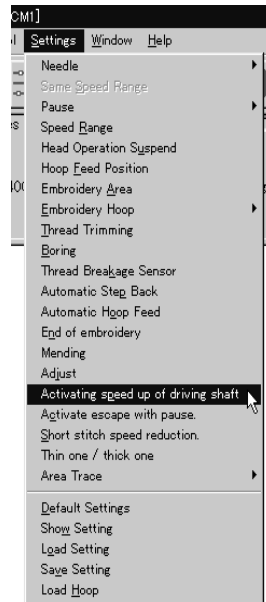 CM1]
Settings Window Help
Needle
Same Speed Range
Pause
Speed Range
Head Operation Suspend
Hoop Feed Position
Embroidery Area
Embroidery Hoop
Thread Trimming
Boring
Thread Breakage Sensor
Automatic Step Back
Automatic Hoop Feed
End of embroidery
Mending
Adjust
Activating speed up of driving shaft
Activate escape with pause.
Short stitch speed reduction.
Thin one / thick one
Area Trace
Default Settings
Show Setting
Load Setting
Save Setting
Load Hoop